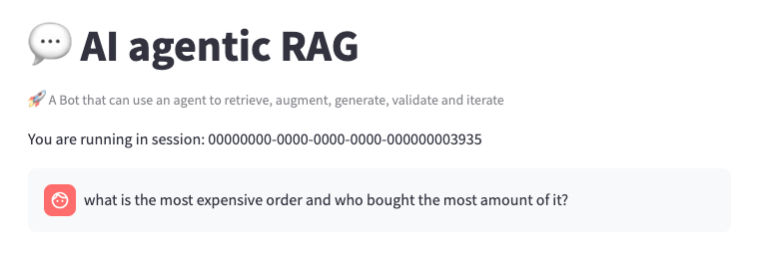 AI agentic RAG
A Bot that can use an agent to retrieve, augment, generate, validate and iterate
You are running in session: 00000000-0000-0000-0000-000000003935
what is the most expensive order and who bought the most amount of it?